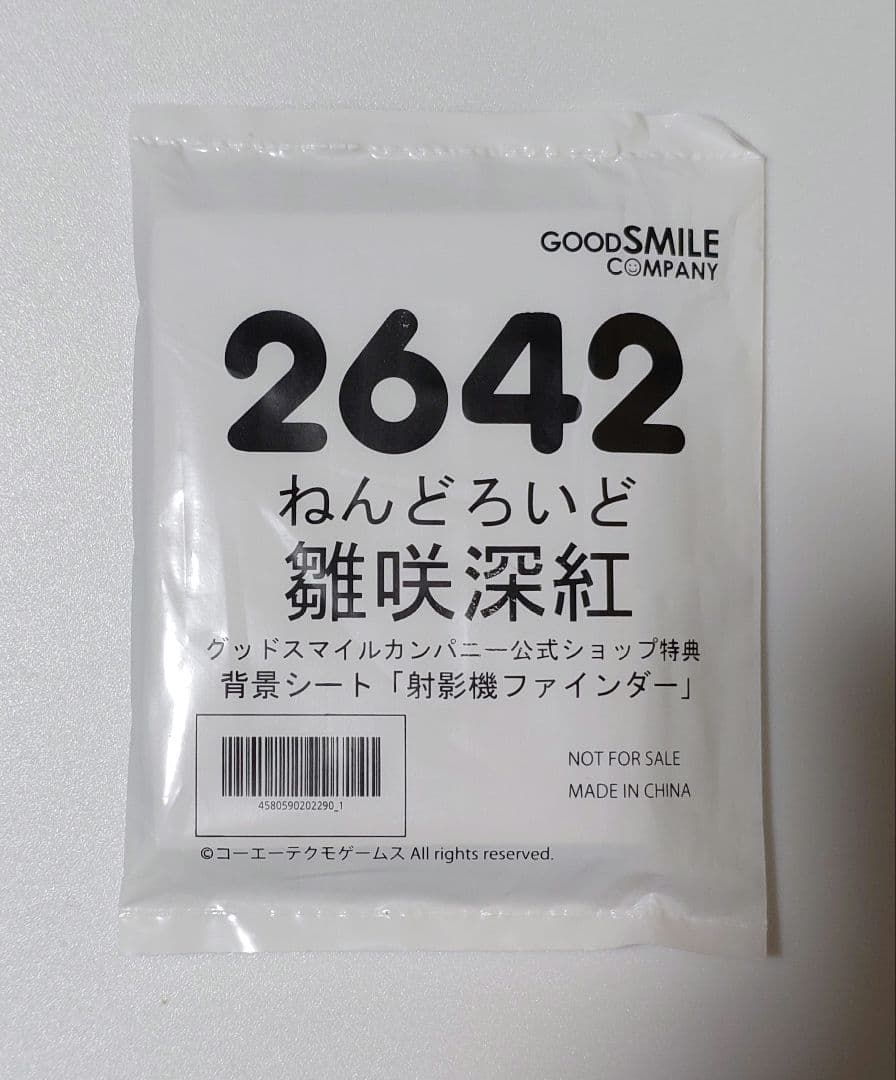 GOODSMILE
COMPANY
2642
ねんどろいど
雛咲深紅
グッドスマイルカンパニー公式ショップ特典
背景シート「射影機ファインダー」
NOT FOR SALE
MADE IN CHINA
4580590202290_1
©コーエーテクモゲームス All rights reserved.